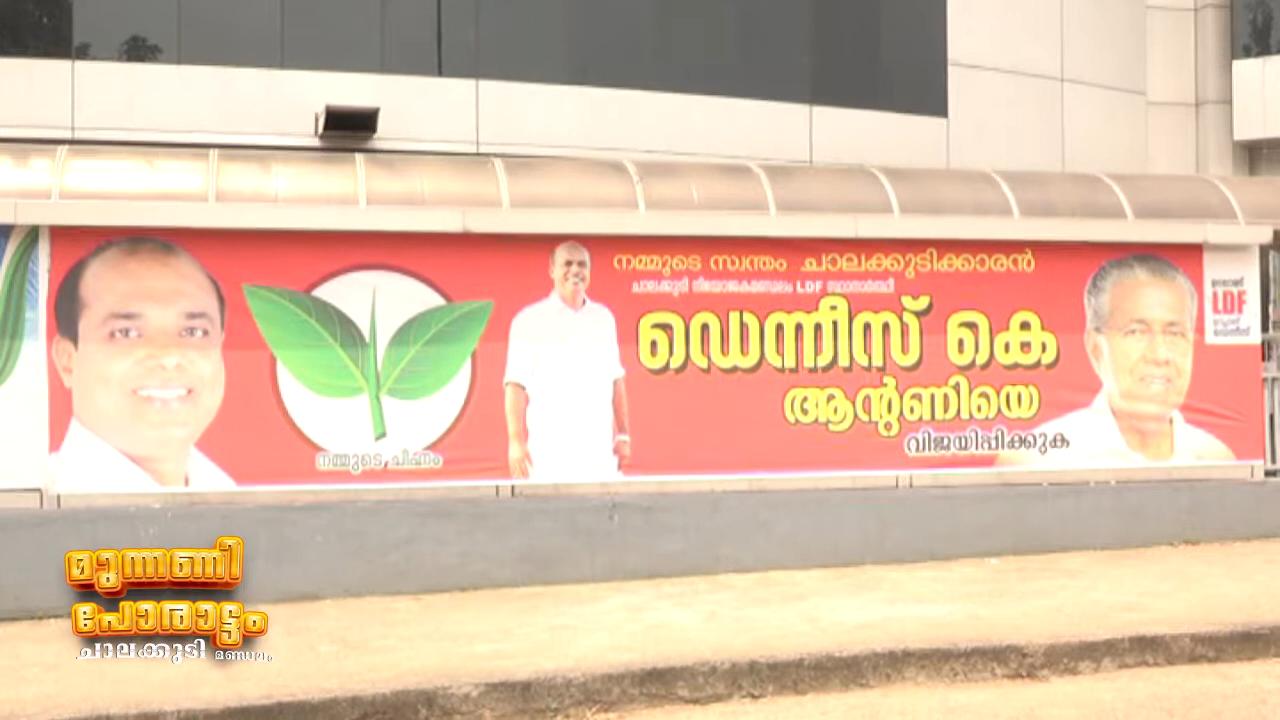 നമ്മുടെ സ്വന്തം ചാലക്കുടിക്കാരൻ
ചാലക്കുടി നിയോജകമണ്ഡലം LDF സ്ഥാനാർത്ഥി
ഡെന്നീസ് കെ
ആന്റണിയെ
വിജയിപ്പിക്കുക
നമ്മുടെ ചിഹ്നം
LDF
മുന്നണി
പോരാട്ടം
ചാലക്കുടി മണ്ഡലം